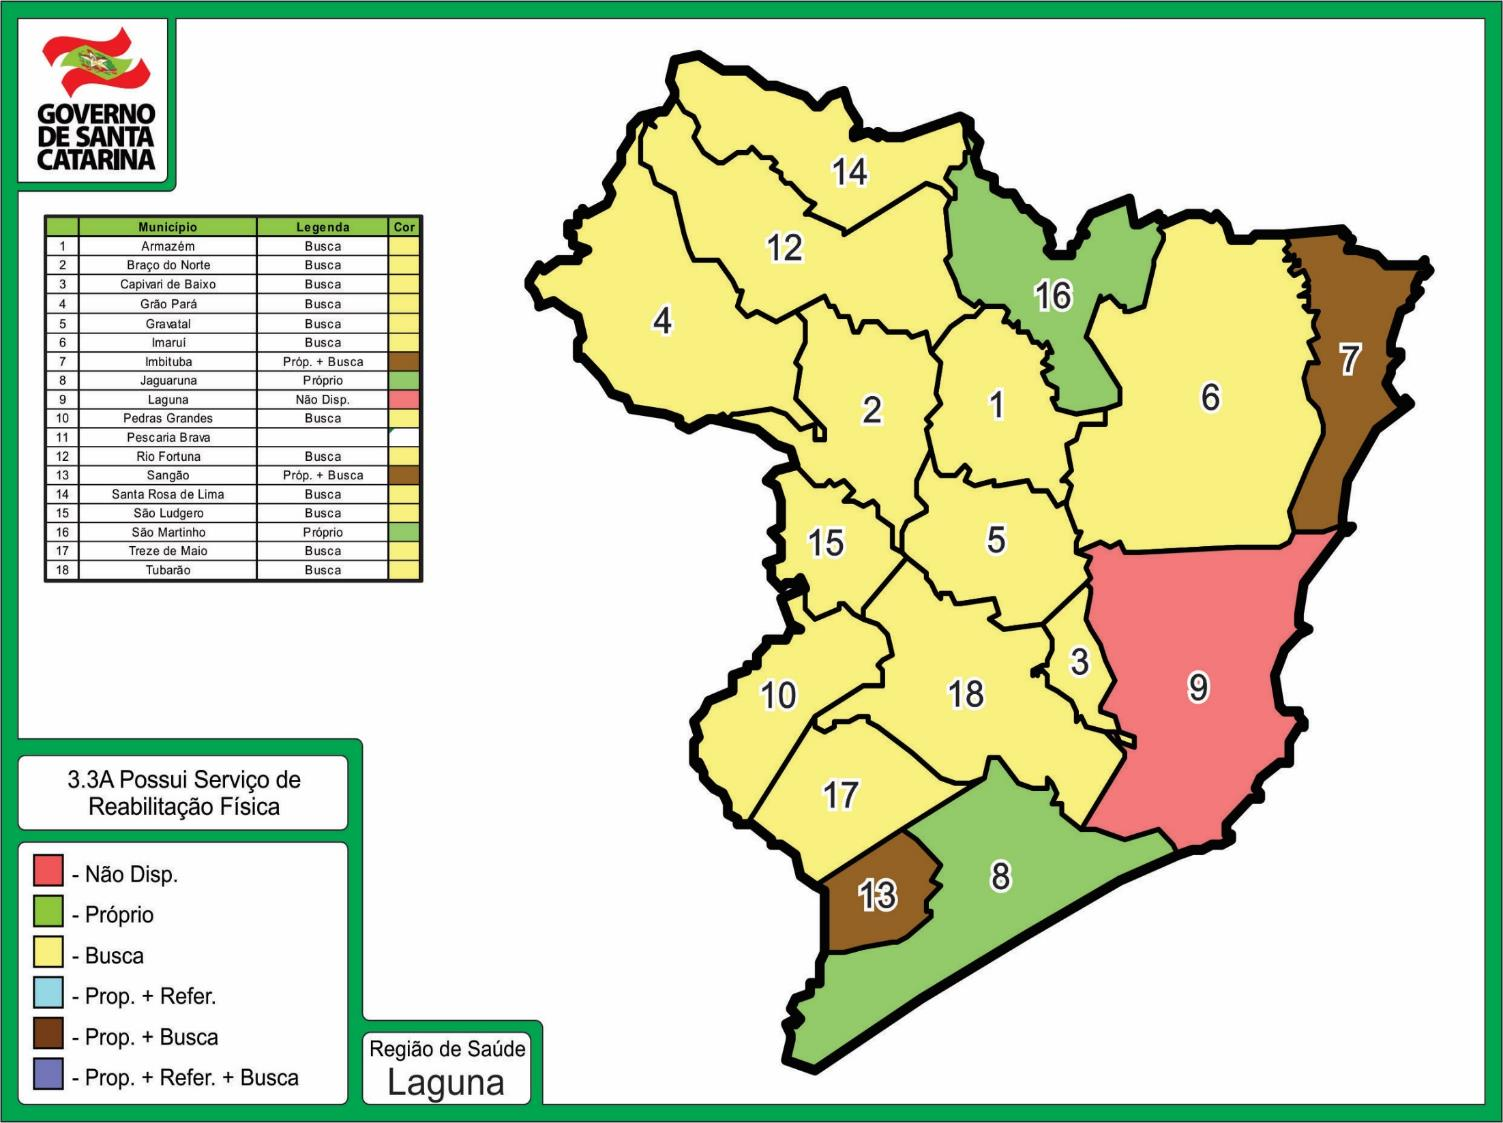 GOVERNO
DE SANTA
CATARINA
Município Legenda Cor
1 Armazém Busca
2 Braço do Norte Busca
3 Capivari de Baixo Busca
4 Grão Pará Busca
5 Gravatal Busca
6 Imaruí Busca
7 Imbituba Próp. + Busca
8 Jaguaruna Próprio
9 Laguna Não Disp.
10 Pedras Grandes Busca
11 Pescaria Brava
12 Rio Fortuna Busca
13 Sangão Próp. + Busca
14 Santa Rosa de Lima Busca
15 São Ludgero Busca
16 São Martinho Próprio
17 Treze de Maio Busca
18 Tubarão Busca
14
12
16
4
7
6
2
1
15
5
3
10
18
9
17
8
13
3.3A Possui Serviço de
Reabilitação Física
- Não Disp.
- Próprio
- Busca
- Prop. + Refer.
- Prop. + Busca
- Prop. + Refer. + Busca
Região de Saúde
Laguna